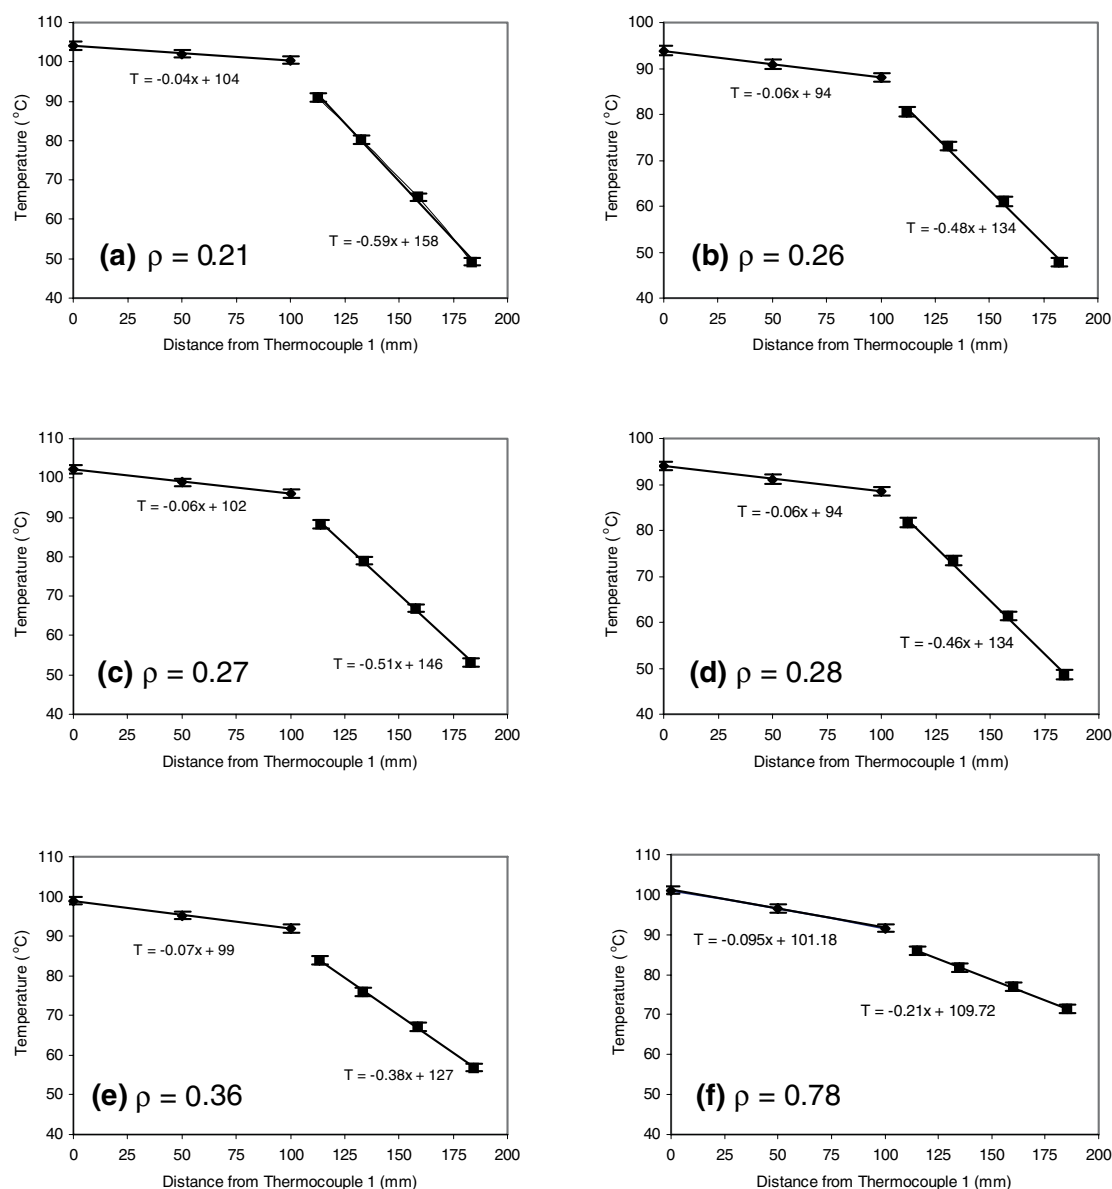 110
100
90
80
70
60
50
40
Temperature (°C)
T = -0.04x + 104
T = -0.59x + 158
(a) ρ = 0.21
0 25 50 75 100 125 150 175 200
Distance from Thermocouple 1 (mm)
100
90
80
70
60
50
40
Temperature (°C)
T = -0.06x + 94
T = -0.48x + 134
(b) ρ = 0.26
0 25 50 75 100 125 150 175 200
Distance from Thermocouple 1 (mm)
110
100
90
80
70
60
50
40
Temperature (°C)
T = -0.06x + 102
T = -0.51x + 146
(c) ρ = 0.27
0 25 50 75 100 125 150 175 200
Distance from Thermocouple 1 (mm)
100
90
80
70
60
50
40
Temperature (°C)
T = -0.06x + 94
T = -0.46x + 134
(d) ρ = 0.28
0 25 50 75 100 125 150 175 200
Distance from Thermocouple 1 (mm)
110
100
90
80
70
60
50
40
Temperature (°C)
T = -0.07x + 99
T = -0.38x + 127
(e) ρ = 0.36
0 25 50 75 100 125 150 175 200
Distance from Thermocouple 1 (mm)
110
100
90
80
70
60
50
40
Temperature (°C)
T = -0.095x + 101.18
T = -0.21x + 109.72
(f) ρ = 0.78
0 25 50 75 100 125 150 175 200
Distance from Thermocouple 1 (mm)